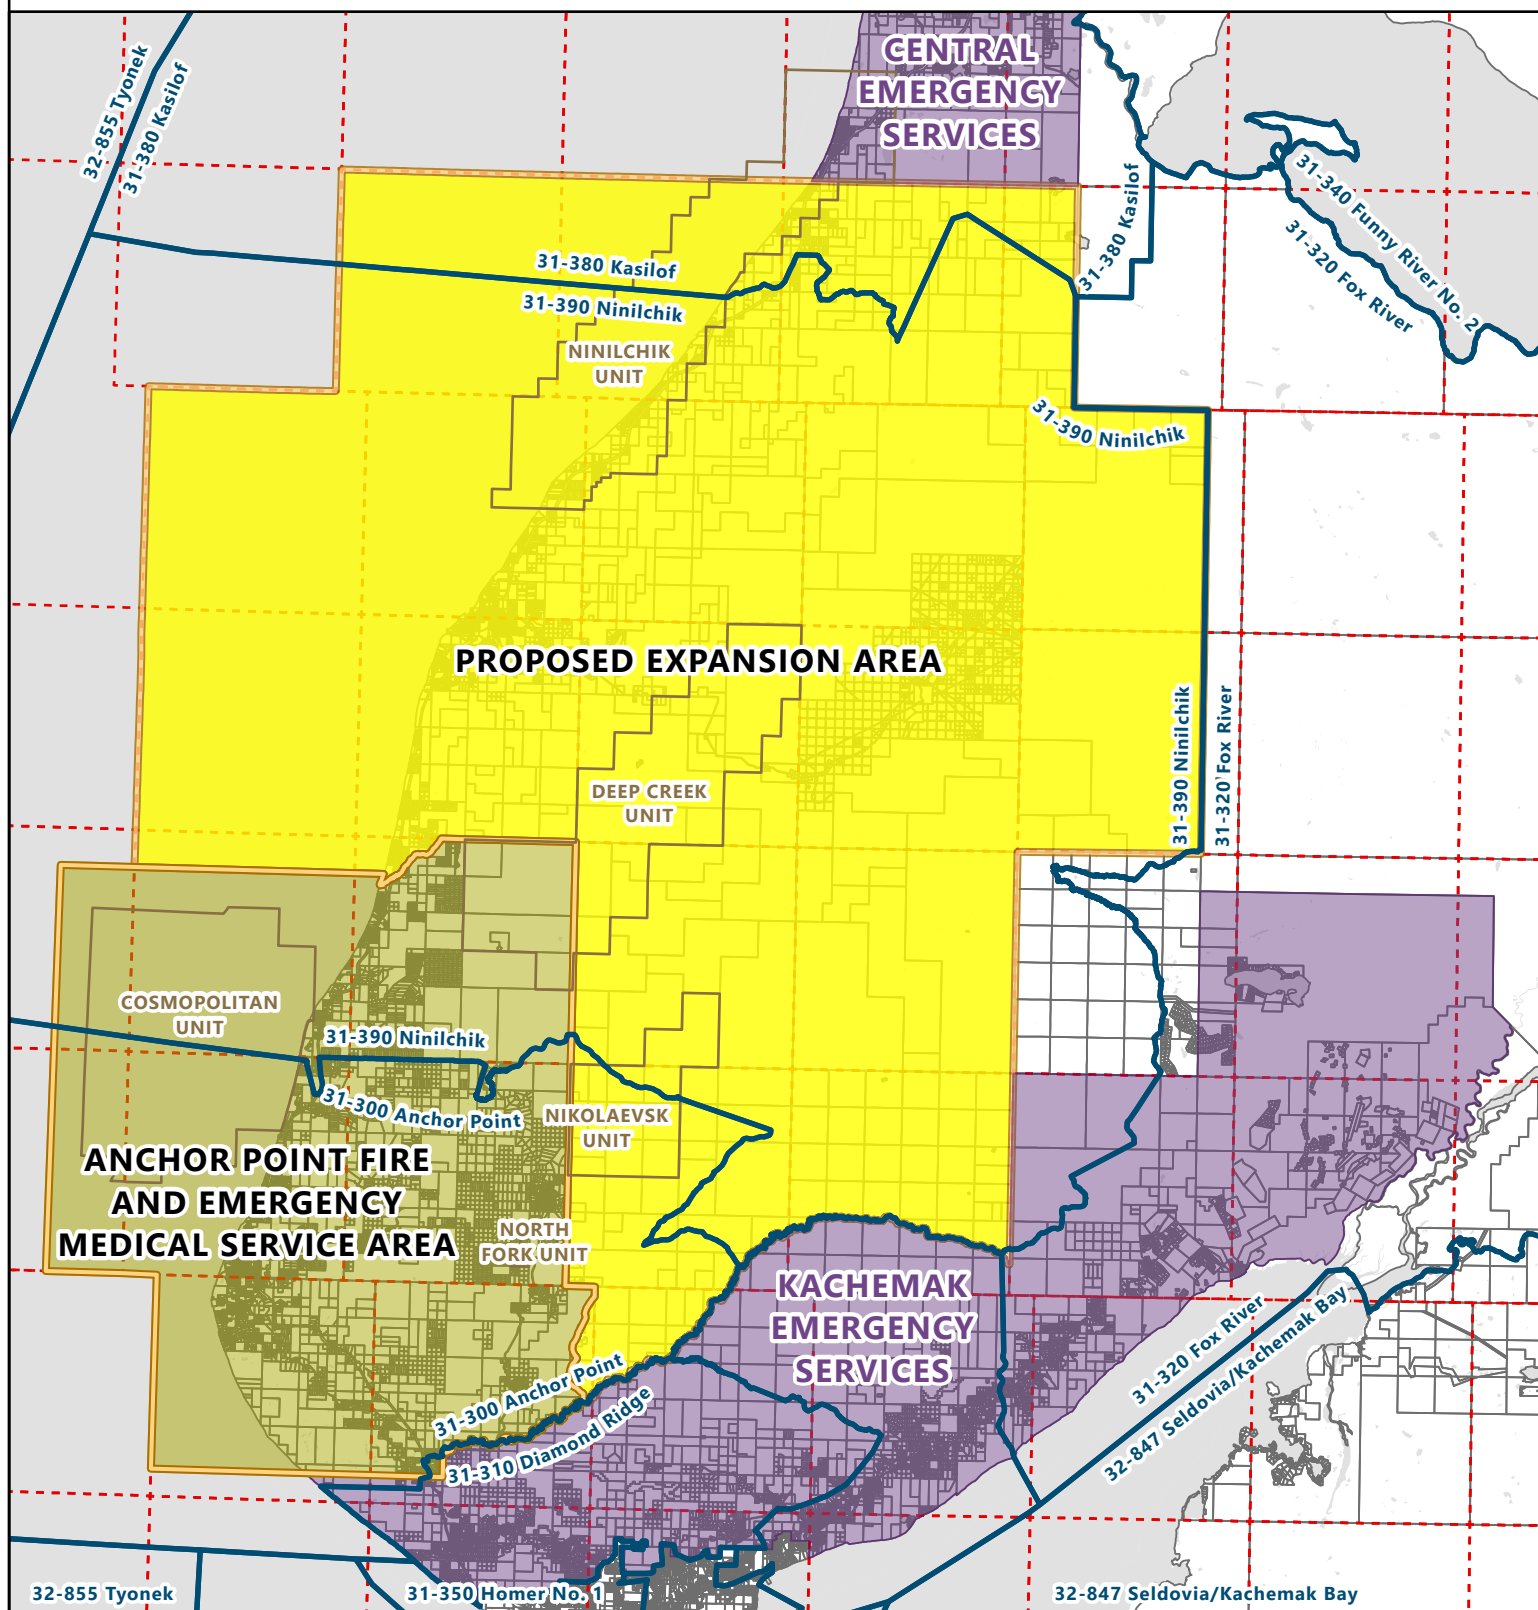 CENTRAL
EMERGENCY
SERVICES
32-855 Tyonek
31-380 Kasilof
31-380 Kasilof
31-340 Funny River No. 2
31-320 Fox River
31-380 Kasilof
31-390 Ninilchik
NINILCHIK
UNIT
31-390 Ninilchik
PROPOSED EXPANSION AREA
31-390 Ninilchik
31-320 Fox River
DEEP CREEK
UNIT
COSMOPOLITAN
UNIT
31-390 Ninilchik
31-300 Anchor Point
NIKOLAEVSK
UNIT
ANCHOR POINT FIRE
AND EMERGENCY
MEDICAL SERVICE AREA
NORTH
FORK UNIT
KACHEMAK
EMERGENCY
SERVICES
31-300 Anchor Point
31-310 Diamond Ridge
31-320 Fox River
32-847 Seldovia/Kachemak Bay
32-855 Tyonek
31-350 Homer No. 1
32-847 Seldovia/Kachemak Bay